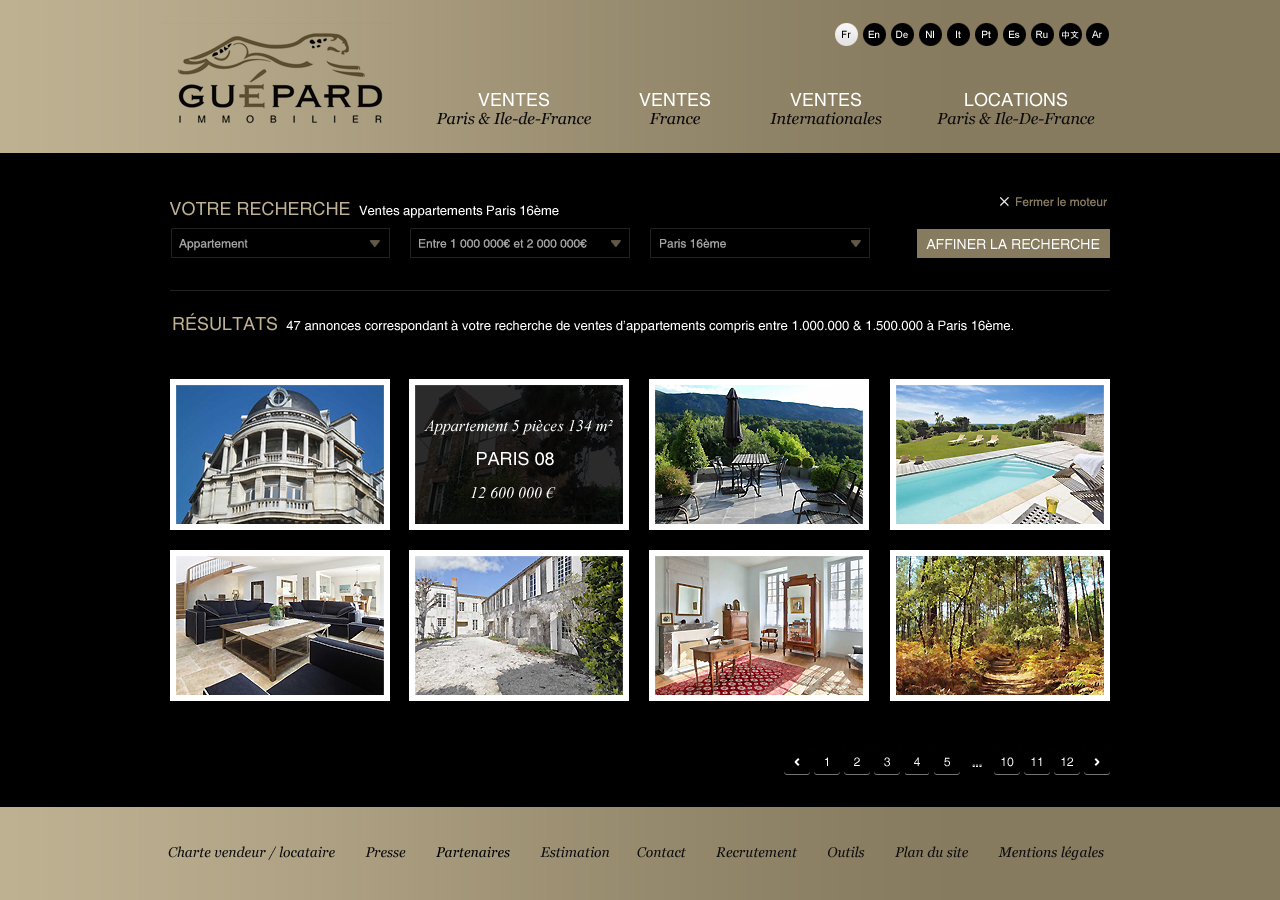 Fr En De Nl It Pt Es Ru 中文 Ar
GUÉPARD
IMMOBILIER
VENTES
Paris & Ile-de-France
VENTES
France
VENTES
Internationales
LOCATIONS
Paris & Ile-De-France
VOTRE RECHERCHE Ventes appartements Paris 16ème
Fermer le moteur
Appartement
Entre 1 000 000€ et 2 000 000€
Paris 16ème
AFFINER LA RECHERCHE
RÉSULTATS 47 annonces correspondant à votre recherche de ventes d'appartements compris entre 1.000.000 & 1.500.000 à Paris 16ème.
Appartement 5 pièces 134 m²
PARIS 08
12 600 000 €
1 2 3 4 5 ... 10 11 12
Charte vendeur / locataire Presse Partenaires Estimation Contact Recrutement Outils Plan du site Mentions légales